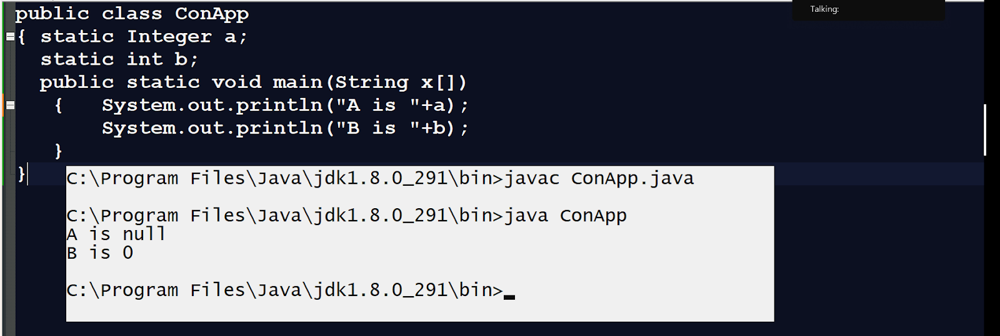 Talking:
public class ConApp
{ static Integer a;
static int b;
public static void main(String x[])
{ System.out.println("A is "+a);
System.out.println("B is "+b);
}
}
C:\Program Files\Java\jdk1.8.0_291\bin>javac ConApp.java
C:\Program Files\Java\jdk1.8.0_291\bin>java ConApp
A is null
B is 0
C:\Program Files\Java\jdk1.8.0_291\bin>